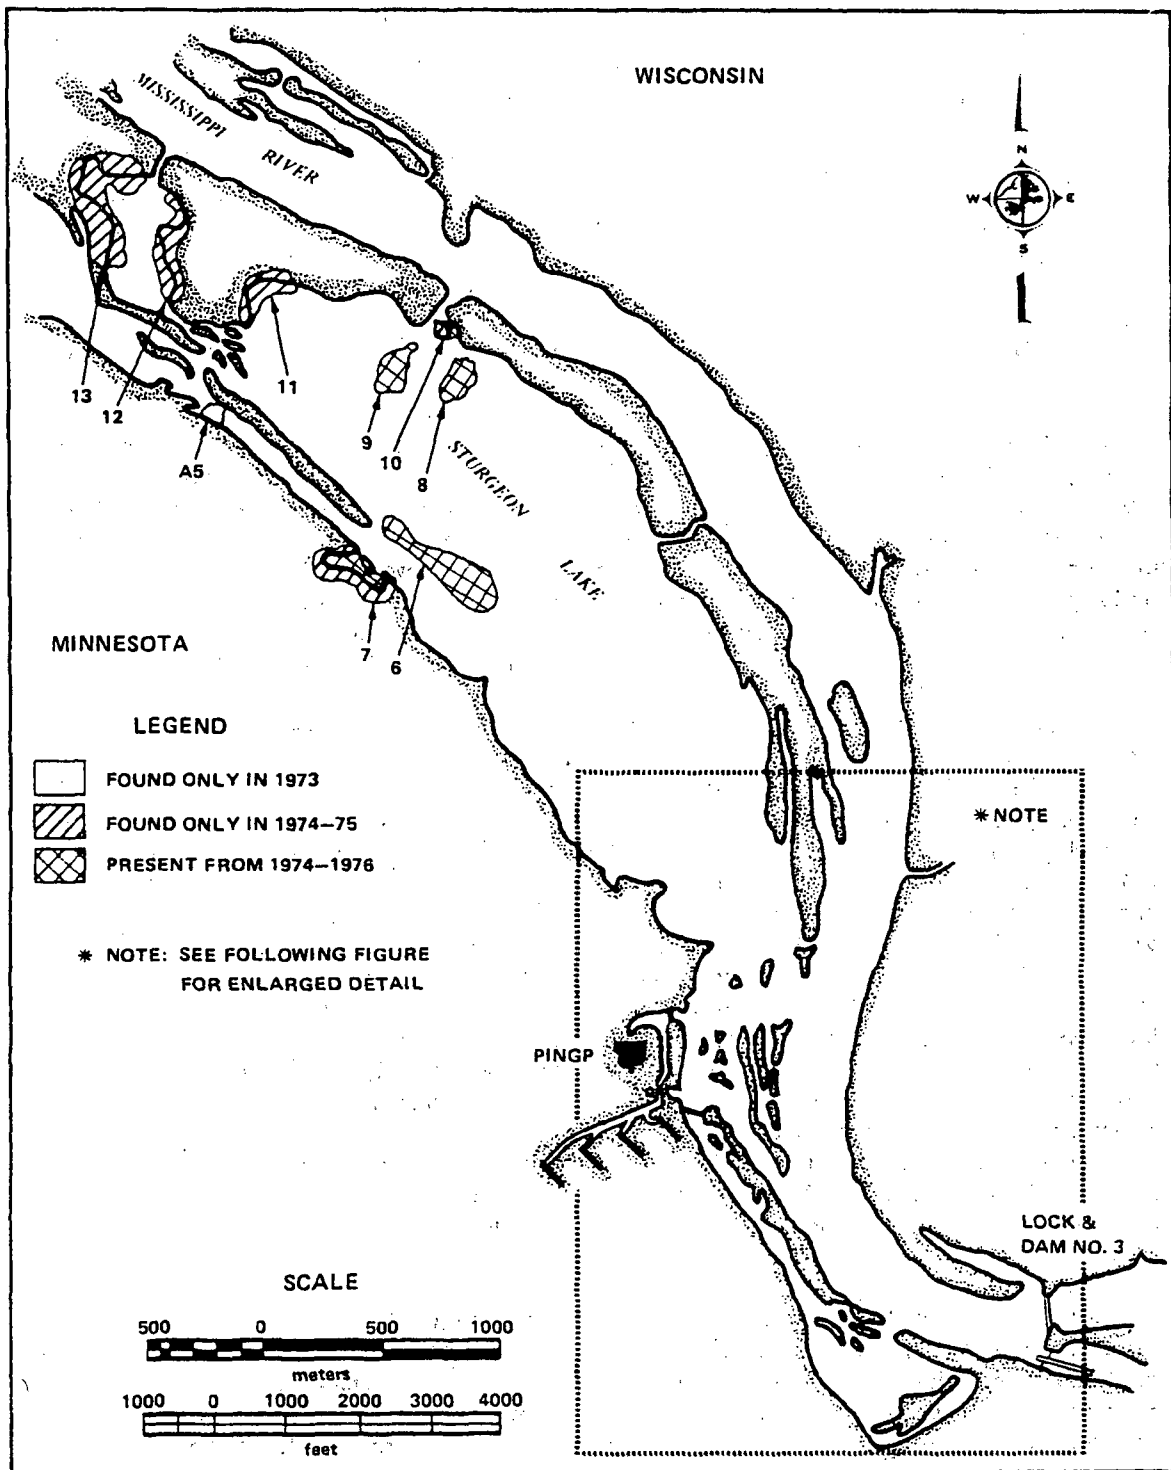 WISCONSIN
MISSISSIPPI
RIVER
N
W
E
S
13
12
11
A5
9
10
8
STURGEON
LAKE
7
6
MINNESOTA
LEGEND
FOUND ONLY IN 1973
FOUND ONLY IN 1974–75
PRESENT FROM 1974–1976
* NOTE
* NOTE: SEE FOLLOWING FIGURE
FOR ENLARGED DETAIL
PINGP
LOCK &
DAM NO. 3
SCALE
500 0 500 1000
meters
1000 0 1000 2000 3000 4000
feet